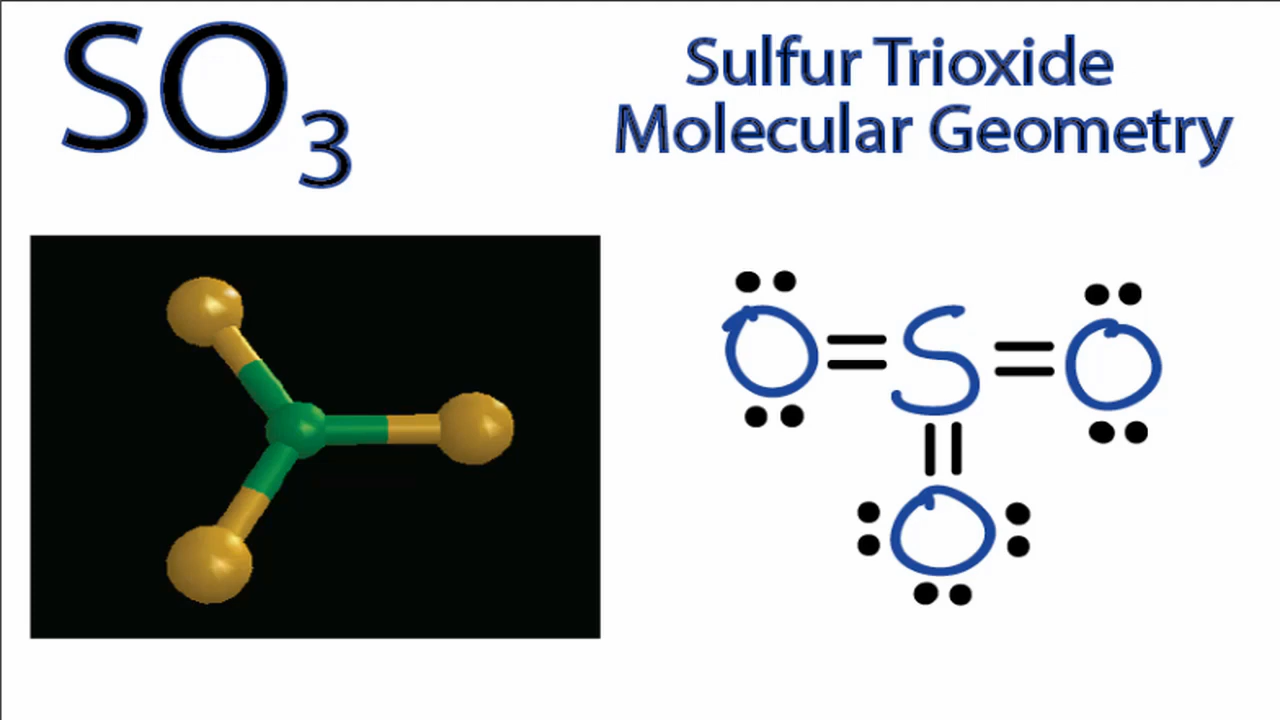 SO₃
Sulfur Trioxide
Molecular Geometry
O = S = O
||
O